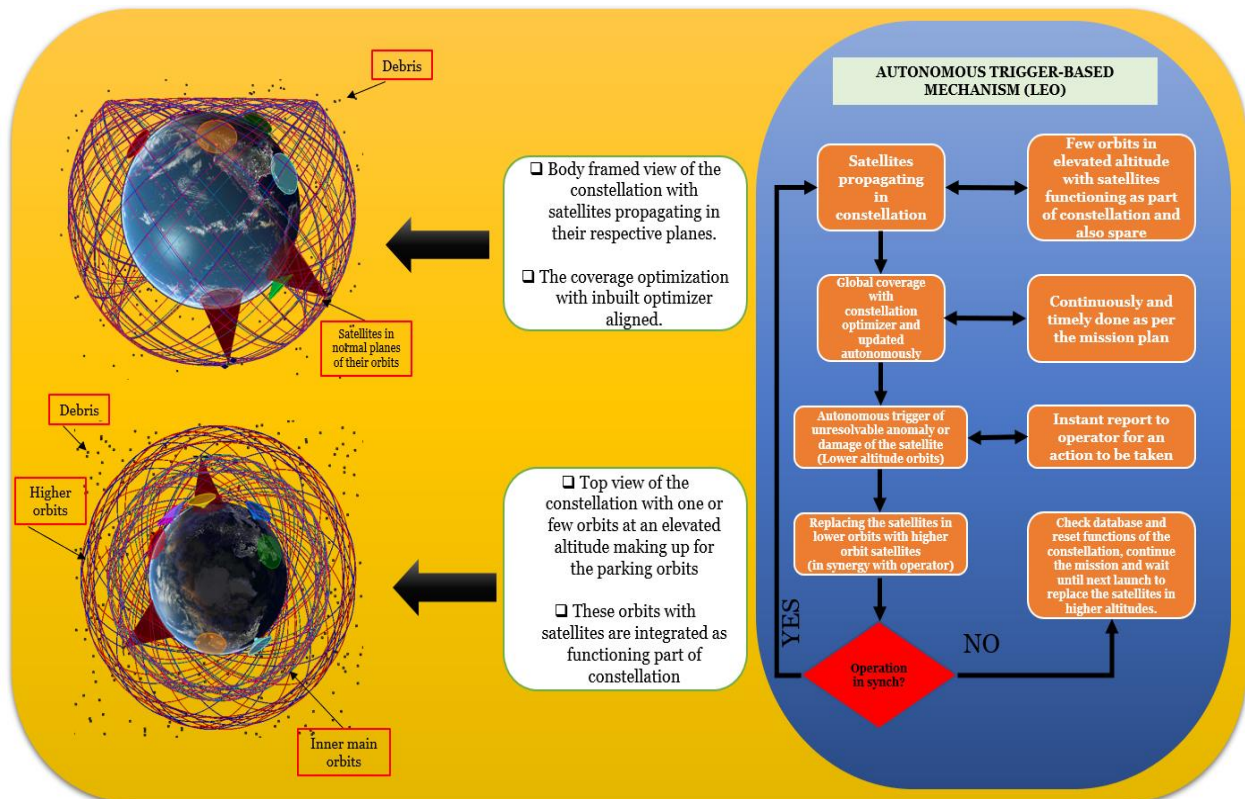 Debris
Satellites in
normal planes
of their orbits
Debris
Higher
orbits
Inner main
orbits
❑ Body framed view of the
constellation with
satellites propagating in
their respective planes.
❑ The coverage optimization
with inbuilt optimizer
aligned.
❑ Top view of the
constellation with one or
few orbits at an elevated
altitude making up for
the parking orbits
❑ These orbits with
satellites are integrated as
functioning part of
constellation
AUTONOMOUS TRIGGER-BASED
MECHANISM (LEO)
Satellites
propagating
in
constellation
Few orbits in
elevated altitude
with satellites
functioning as part
of constellation and
also spare
Global coverage
with
constellation
optimizer and
updated
autonomously
Continuously and
timely done as per
the mission plan
Autonomous trigger of
unresolvable anomaly or
damage of the satellite
(Lower altitude orbits)
Instant report to
operator for an
action to be taken
Replacing the satellites in
lower orbits with higher
orbit satellites
(in synergy with operator)
Check database and
reset functions of the
constellation, continue
the mission and wait
until next launch to
replace the satellites in
higher altitudes.
YES
Operation
in synch?
NO